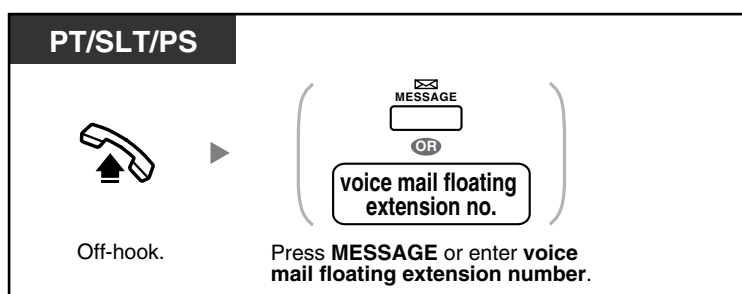 PT/SLT/PS
MESSAGE
OR
voice mail floating
extension no.
Off-hook.
Press MESSAGE or enter voice
mail floating extension number.